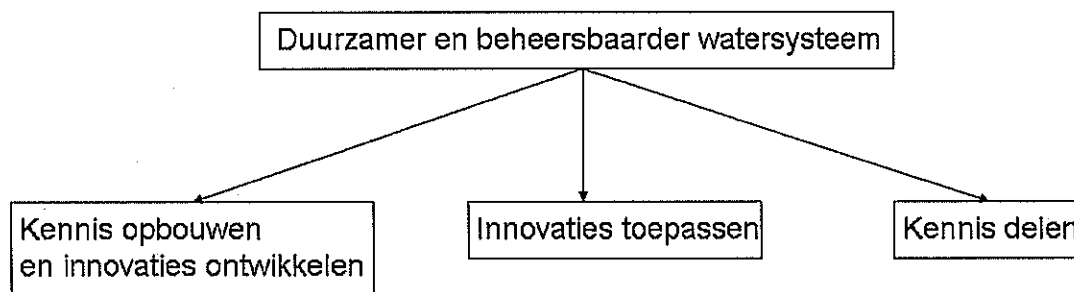 Duurzamer en beheersbaarder watersysteem
Kennis opbouwen
en innovaties ontwikkelen
Innovaties toepassen
Kennis delen